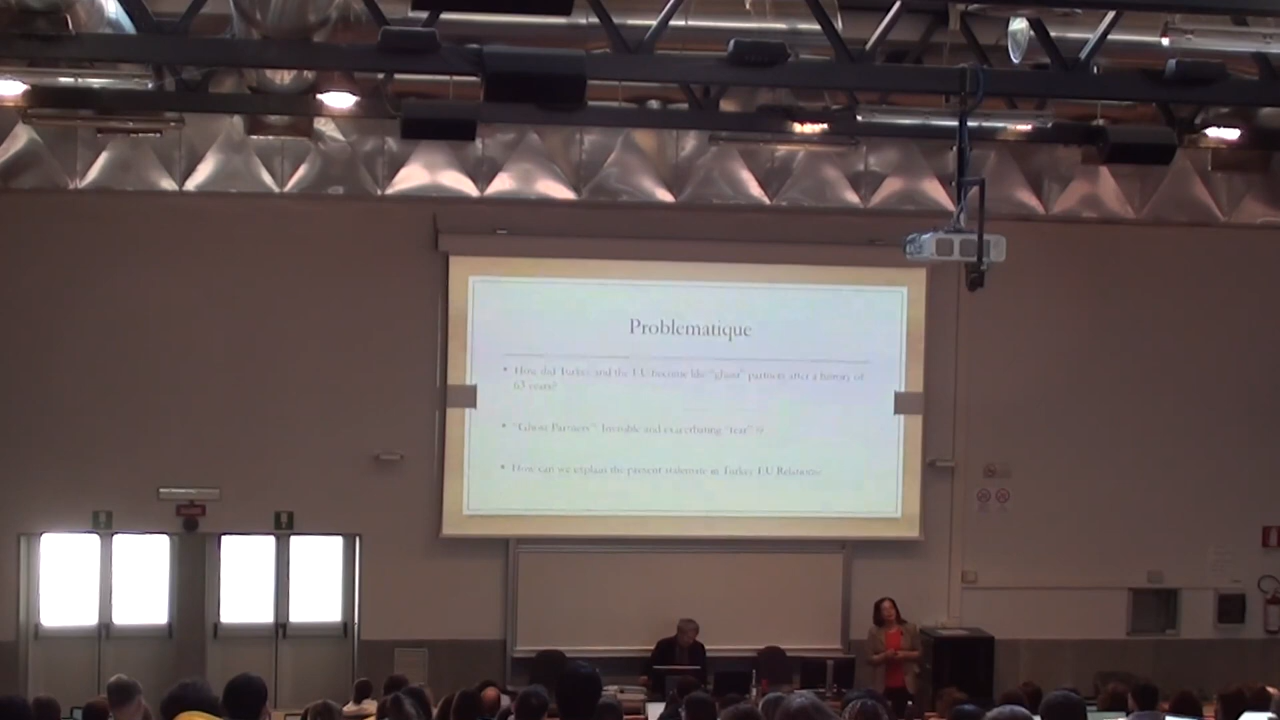 Problematique
• How did Turkey and the EU become like "ghost" partners after a history of
63 years?
• "Ghost Partners": Invisible and exacerbating "fear"
• How can we explain the present stalemate in Turkey EU Relations?